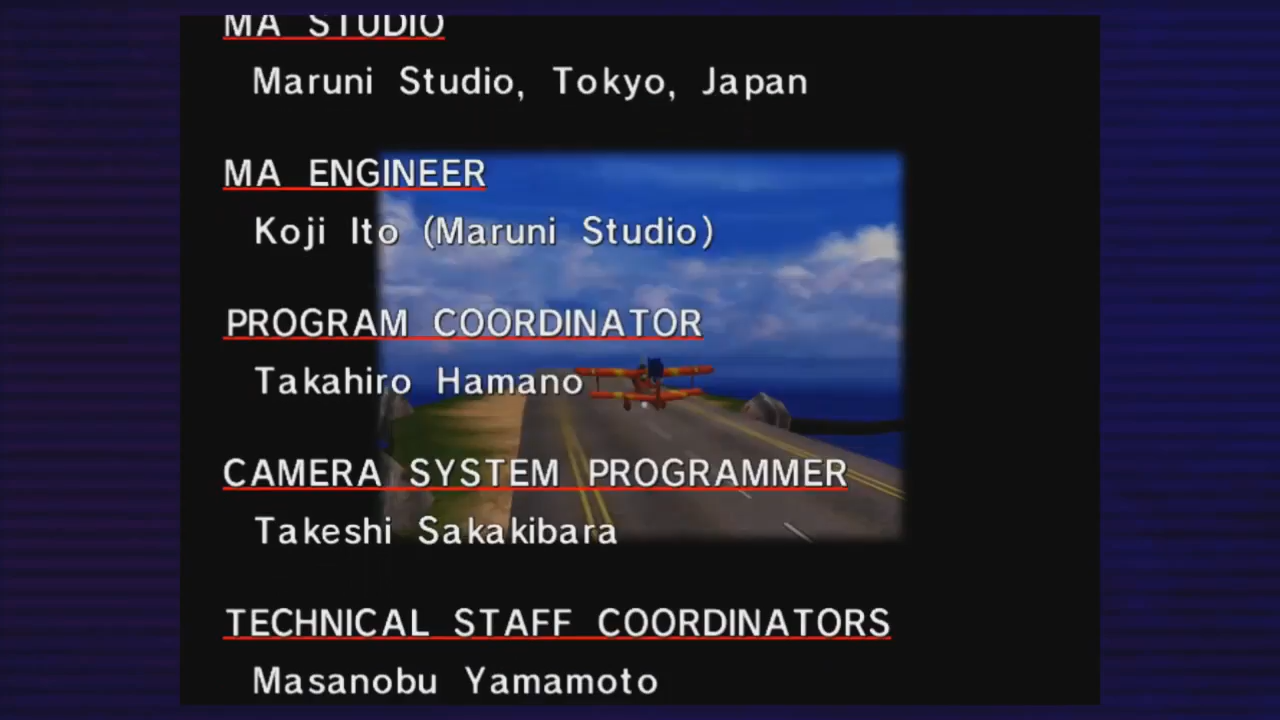 MA STUDIO
Maruni Studio, Tokyo, Japan
MA ENGINEER
Koji Ito (Maruni Studio)
PROGRAM COORDINATOR
Takahiro Hamano
CAMERA SYSTEM PROGRAMMER
Takeshi Sakakibara
TECHNICAL STAFF COORDINATORS
Masanobu Yamamoto